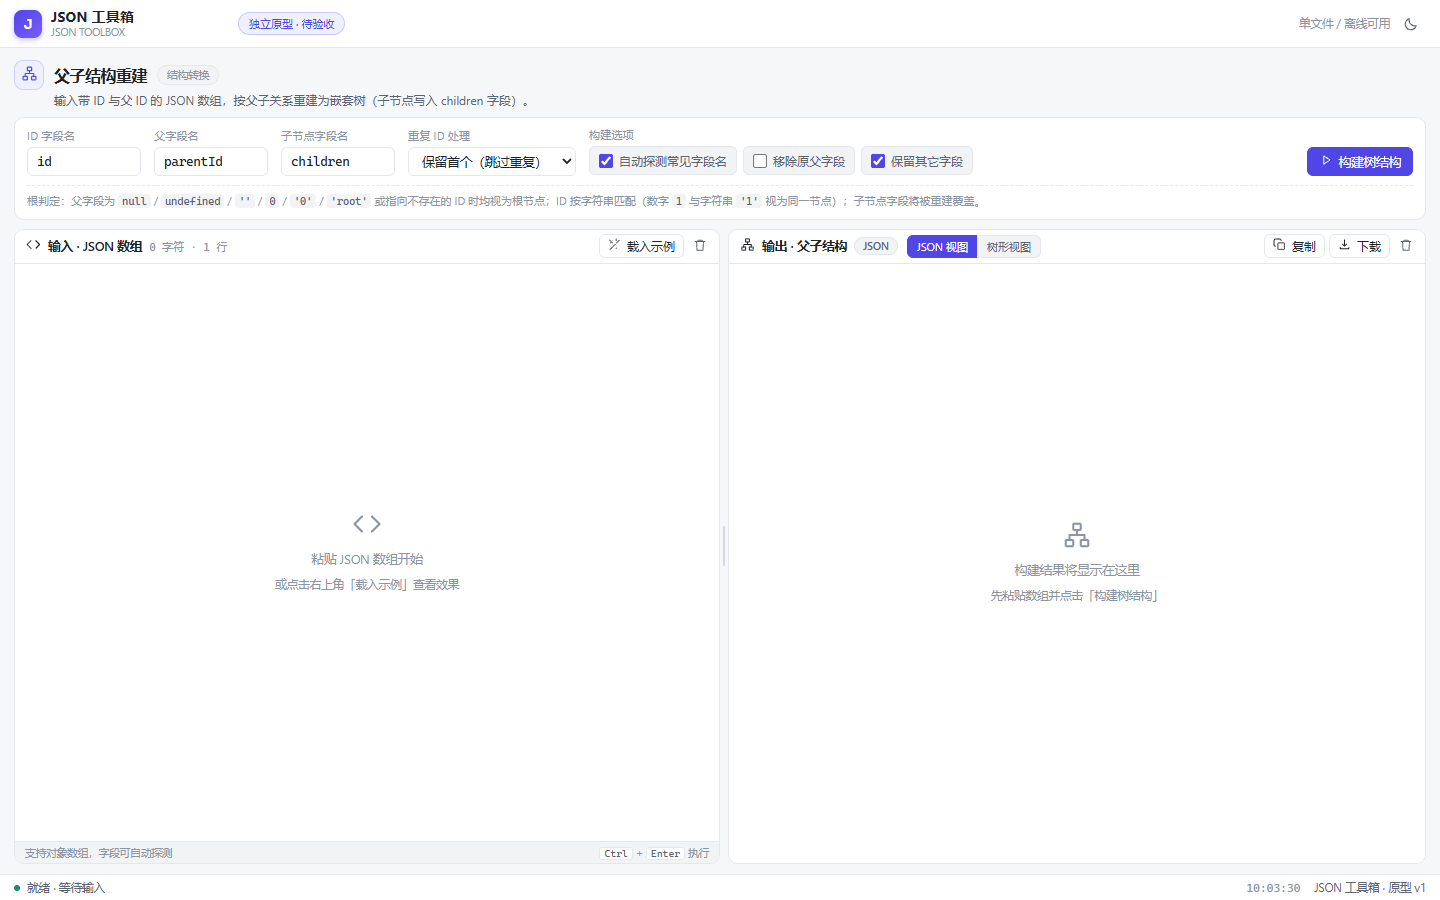 J
JSON 工具箱
JSON TOOLBOX
独立原型 · 待验收
单文件 / 离线可用
父子结构重建
结构转换
输入带 ID 与父 ID 的 JSON 数组，按父子关系重建为嵌套树（子节点写入 children 字段）。
ID 字段名
父字段名
子节点字段名
重复 ID 处理
构建选项
id
parentId
children
保留首个（跳过重复）
自动探测常见字段名
移除原父字段
保留其它字段
构建树结构
根判定：父字段为 null / undefined / '' / 0 / '0' / 'root' 或指向不存在的 ID 时均视为根节点；ID 按字符串匹配（数字 1 与字符串 '1' 视为同一节点）；子节点字段将被重建覆盖。
输入 · JSON 数组
0 字符 · 1 行
载入示例
输出 · 父子结构
JSON
JSON 视图
树形视图
复制
下载
粘贴 JSON 数组开始
或点击右上角「载入示例」查看效果
构建结果将显示在这里
先粘贴数组并点击「构建树结构」
支持对象数组，字段可自动探测
Ctrl + Enter 执行
就绪 · 等待输入
10:03:30
JSON 工具箱 · 原型 v1